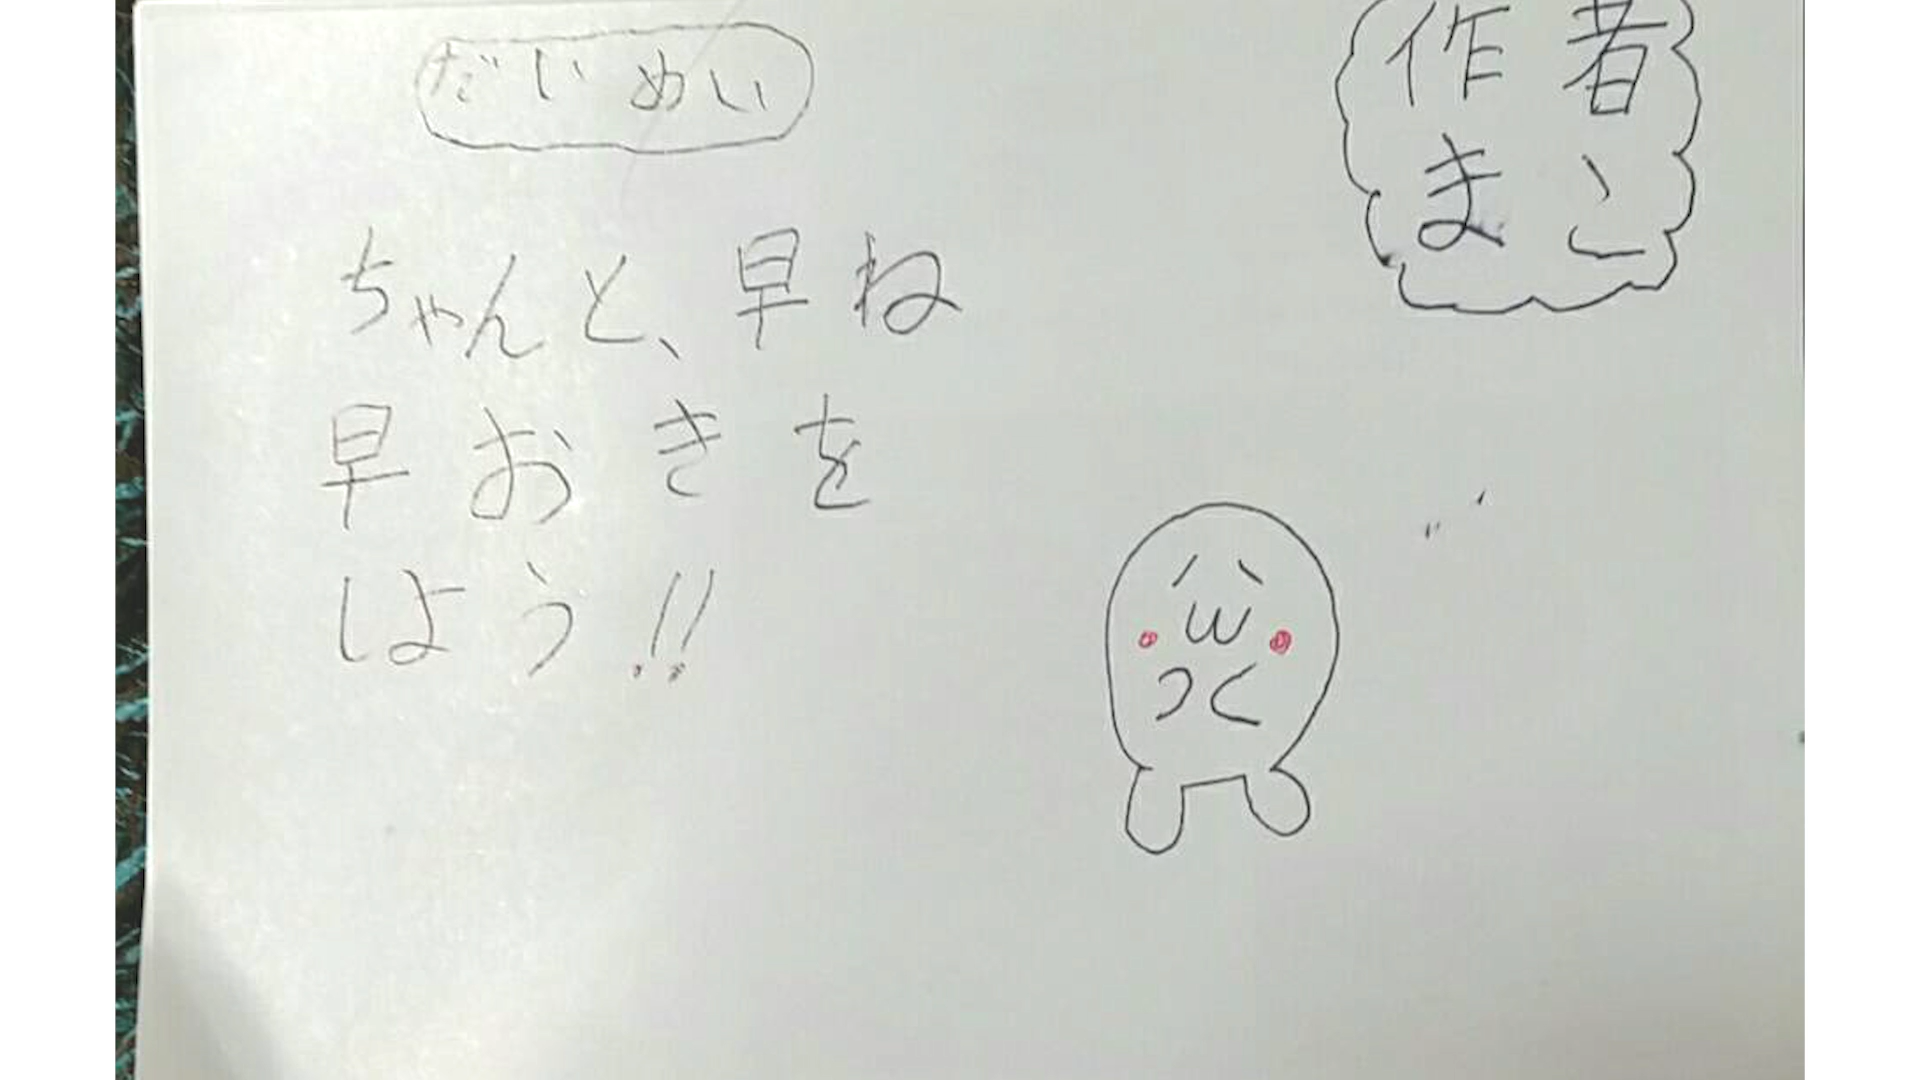 だいめい
ちゃんと、早ね
早おきを
しよう!!
作者
まこ